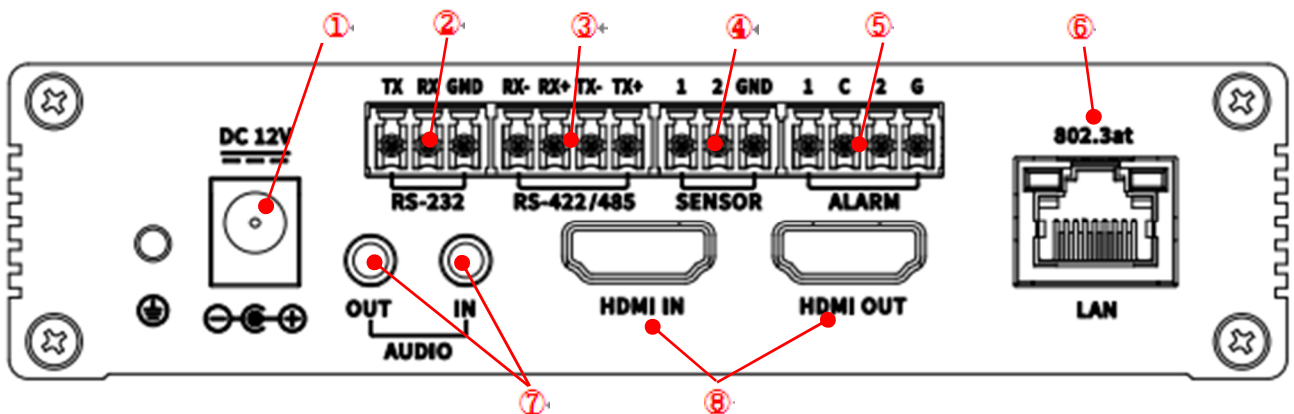 ① ② ③ ④ ⑤ ⑥
TX RX GND RX- RX+ TX- TX+ 1 2 GND 1 C 2 G
DC 12V
802.3at
RS-232 RS-422/485 SENSOR ALARM
OUT IN
AUDIO
HDMI IN HDMI OUT
LAN
⑦ ⑧